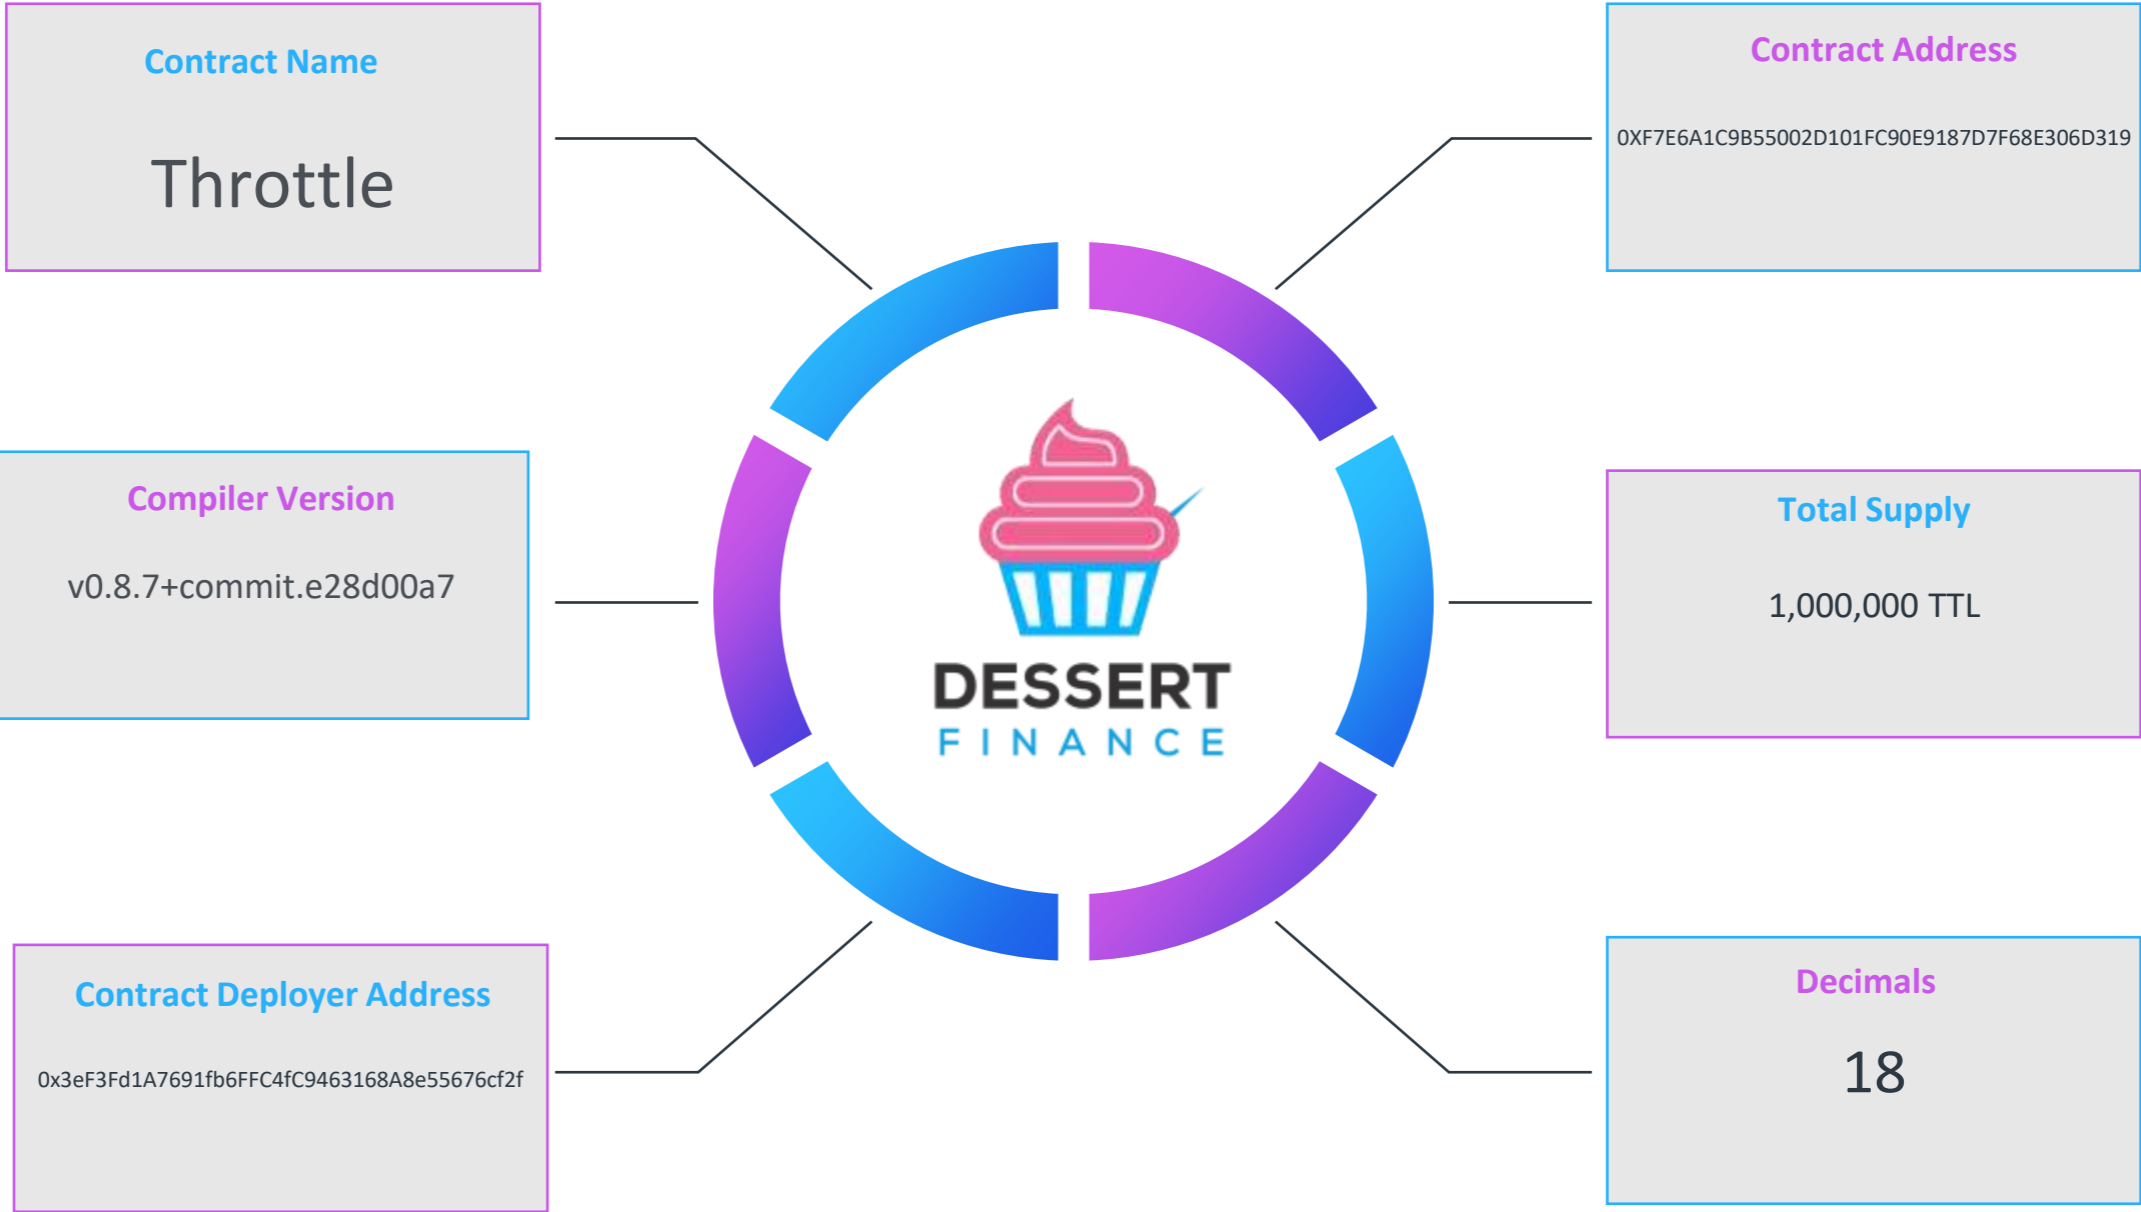 Contract Name
Throttle
Contract Address
0XF7E6A1C9B55002D101FC90E9187D7F68E306D319
Compiler Version
v0.8.7+commit.e28d00a7
DESSERT
FINANCE
Total Supply
1,000,000 TTL
Contract Deployer Address
0x3eF3Fd1A7691fb6FFC4fC9463168A8e55676cf2f
Decimals
18